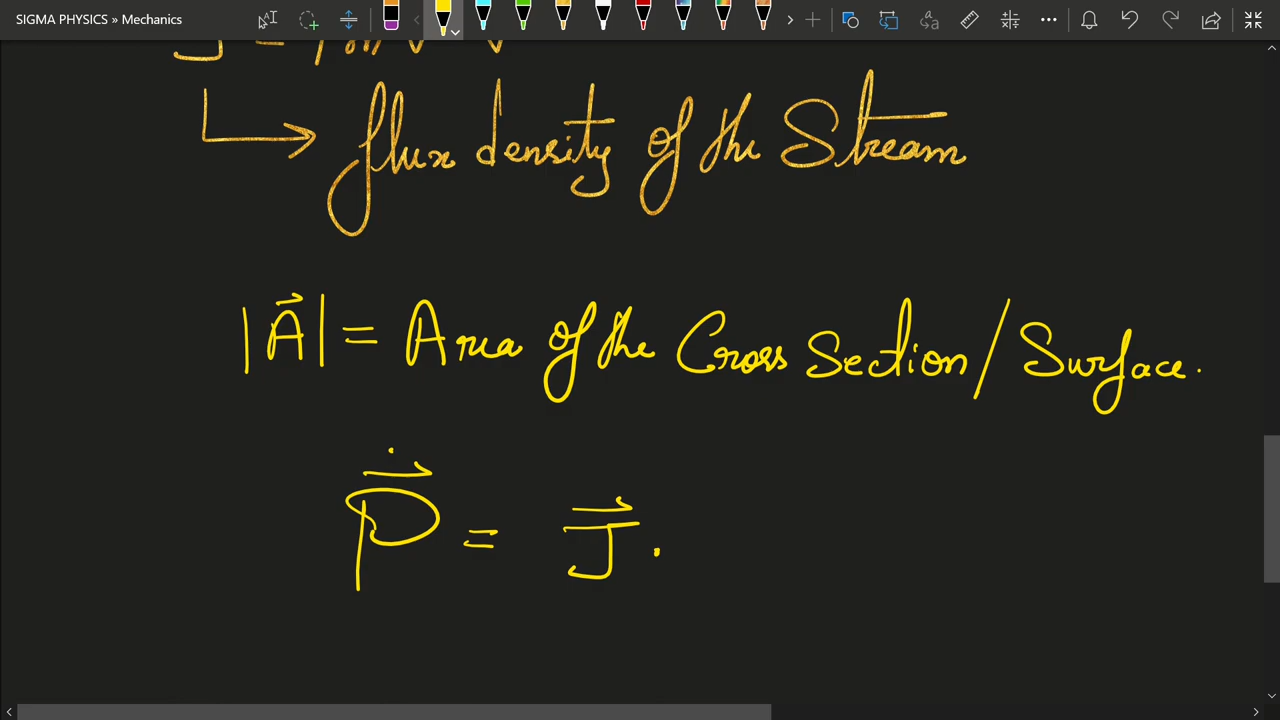 SIGMA PHYSICS » Mechanics
flux density of the Stream
|A⃗| = Area of the Cross Section / Surface.
Ṗ⃗ = J⃗ .